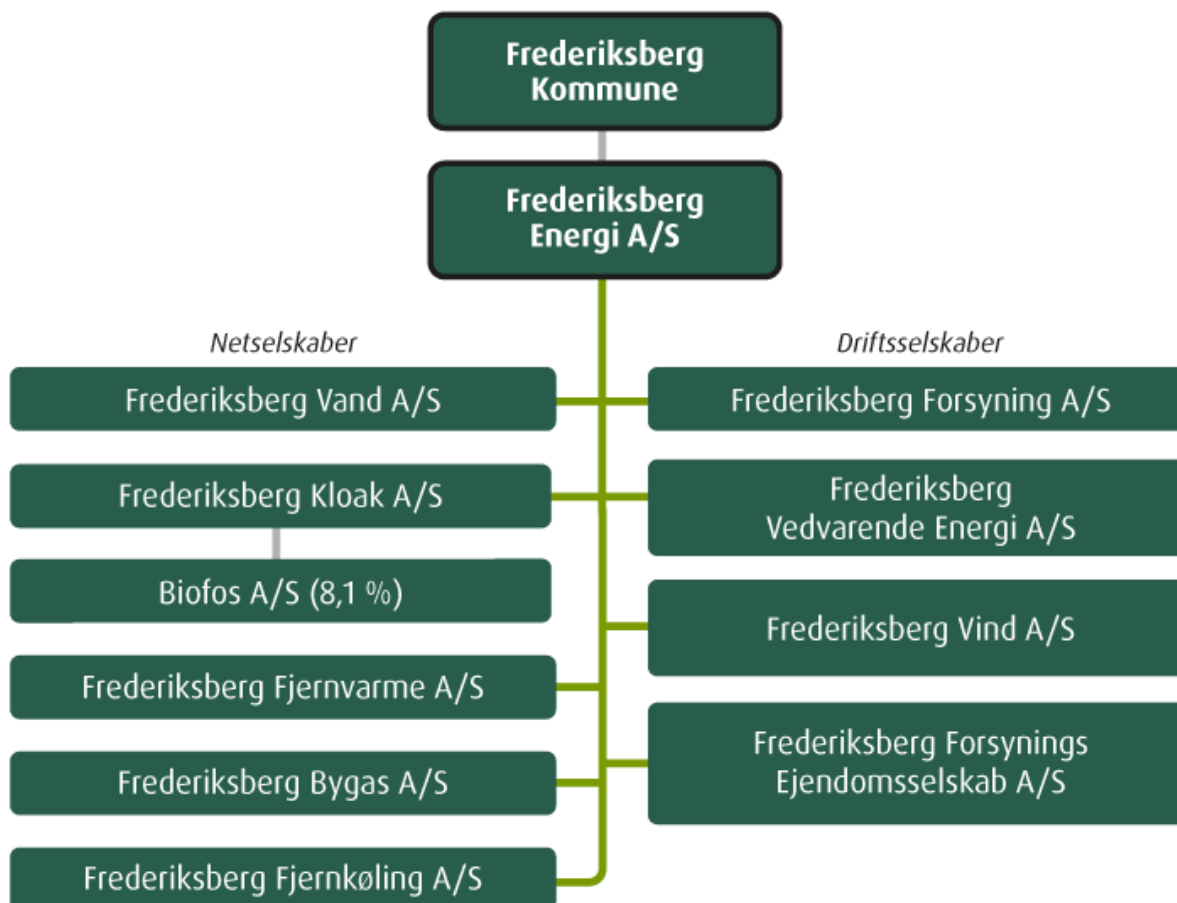 Frederiksberg
Kommune
Frederiksberg
Energi A/S
Netselskaber
Frederiksberg Vand A/S
Frederiksberg Kloak A/S
Biofos A/S (8,1 %)
Frederiksberg Fjernvarme A/S
Frederiksberg Bygas A/S
Frederiksberg Fjernkøling A/S
Driftsselskaber
Frederiksberg Forsyning A/S
Frederiksberg
Vedvarende Energi A/S
Frederiksberg Vind A/S
Frederiksberg Forsynings
Ejendomsselskab A/S